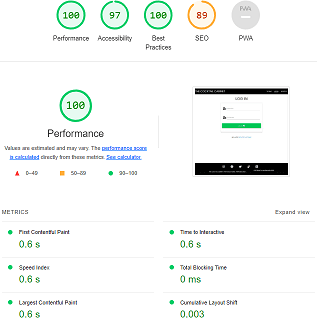 100 97 100 89 PWA
Performance Accessibility Best Practices SEO PWA
100
Performance
Values are estimated and may vary. The performance score
is calculated directly from these metrics. See calculator.
0–49 50–89 90–100
METRICS Expand view
First Contentful Paint
0.6 s
Time to Interactive
0.6 s
Speed Index
0.6 s
Total Blocking Time
0 ms
Largest Contentful Paint
0.6 s
Cumulative Layout Shift
0.003